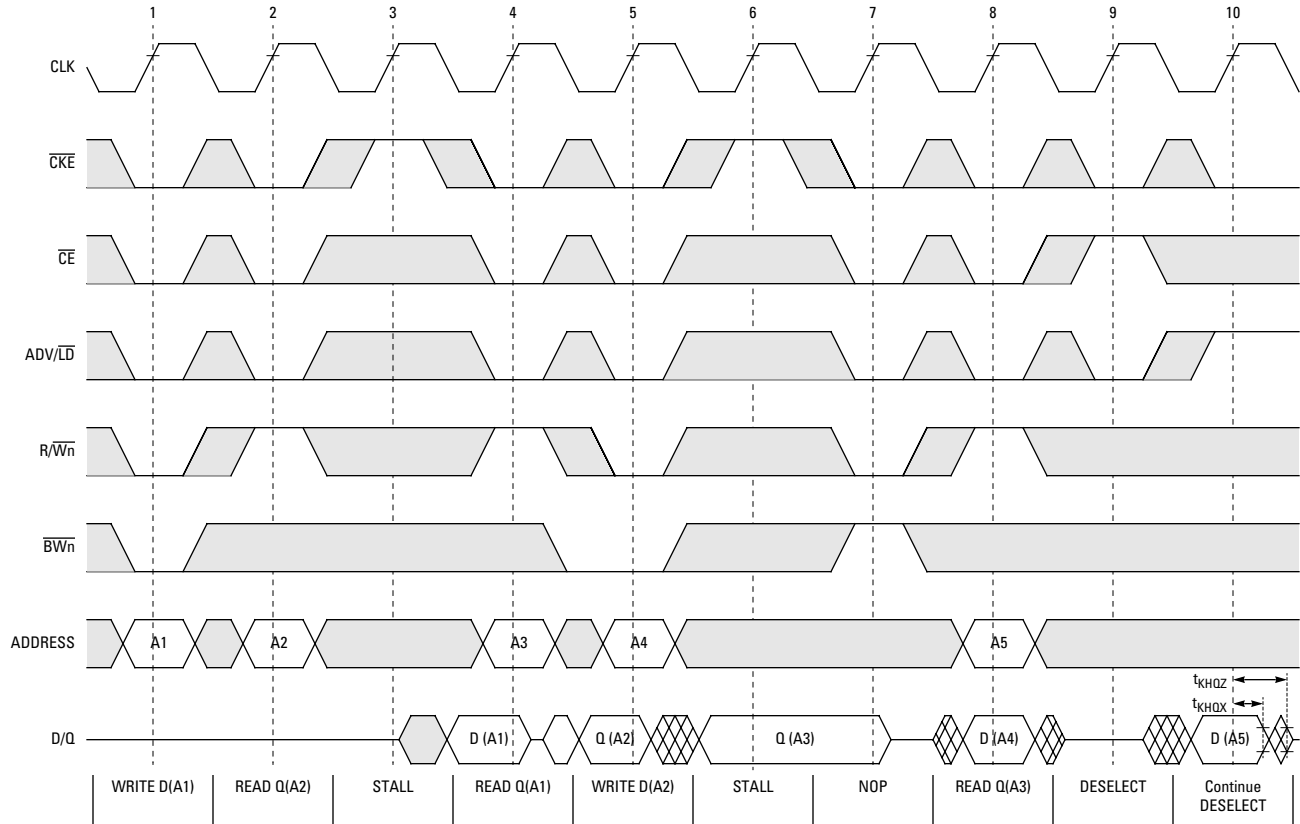 1 2 3 4 5 6 7 8 9 10
CLK
CKE
CE
ADV/LD
R/Wn
BWn
ADDRESS A1 A2 A3 A4 A5
tKHQZ
tKHQX
D/Q D (A1) Q (A2) Q (A3) D (A4) D (A5)
WRITE D(A1) READ Q(A2) STALL READ Q(A1) WRITE D(A2) STALL NOP READ Q(A3) DESELECT Continue
DESELECT